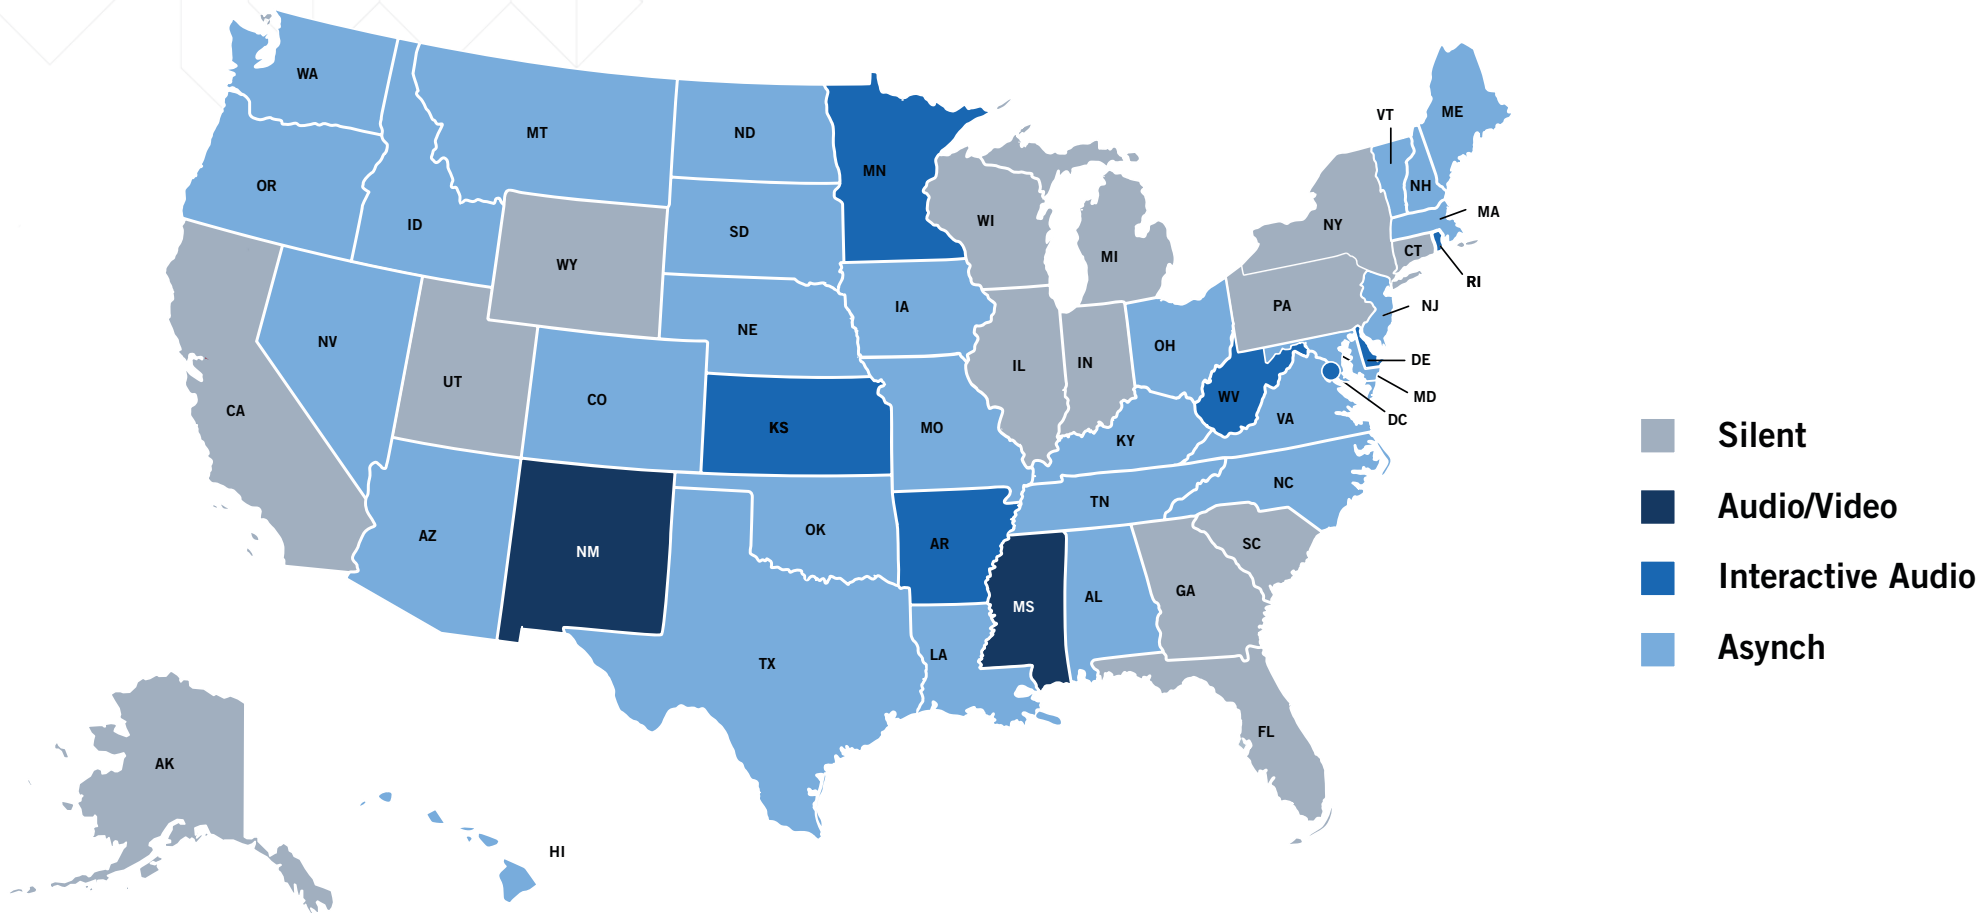 WA
VT
ME
MT
ND
MN
OR
NH
ID
SD
WI
NY
MA
CT
WY
MI
RI
IA
PA
NJ
NE
NV
OH
DE
UT
IL
IN
CO
WV
MD
CA
VA
DC
KS
MO
KY
Silent
NC
TN
Audio/Video
AZ
OK
NM
AR
SC
Interactive Audio
MS
AL
GA
TX
LA
Asynch
FL
AK
HI